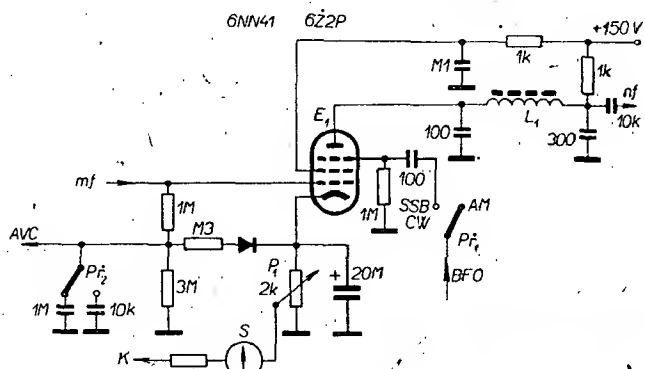 6NN41 6Ż2P
+150 V
1k
M1
1k
nf
E1
L1
10k
100
300
mf
100
1M
1M
SSB
CW
AM
Př1
AVC
M3
P1
2k
+
20M
BFO
Př2
3M
1M
10k
S
K